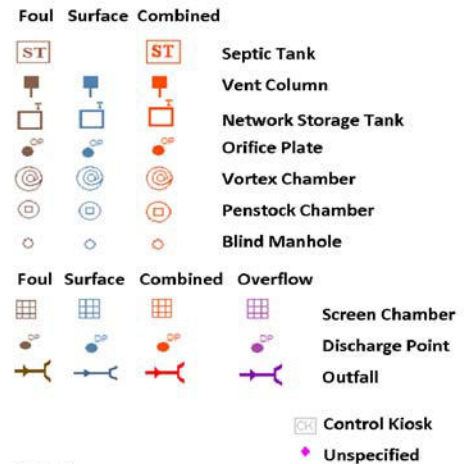 Foul Surface Combined
ST ST Septic Tank
Vent Column
T T T Network Storage Tank
OP OP OP Orifice Plate
Vortex Chamber
Penstock Chamber
Blind Manhole
Foul Surface Combined Overflow
Screen Chamber
DP DP DP DP Discharge Point
Outfall
CK Control Kiosk
Unspecified